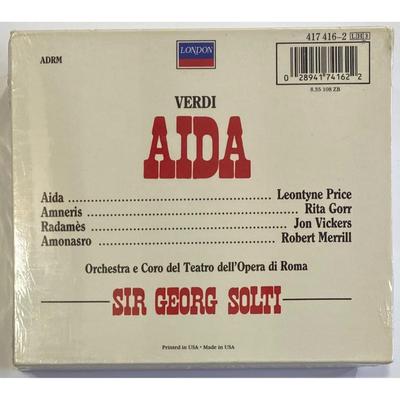 LONDON
417 416-2 LH3
ADRM
0 28941 74162 2
8.35 108 ZB
VERDI
AIDA
Aida ........ Leontyne Price
Amneris ........ Rita Gorr
Radamès ........ Jon Vickers
Amonasro ........ Robert Merrill
Orchestra e Coro del Teatro dell'Opera di Roma
SIR GEORG SOLTI
Printed in USA • Made in USA